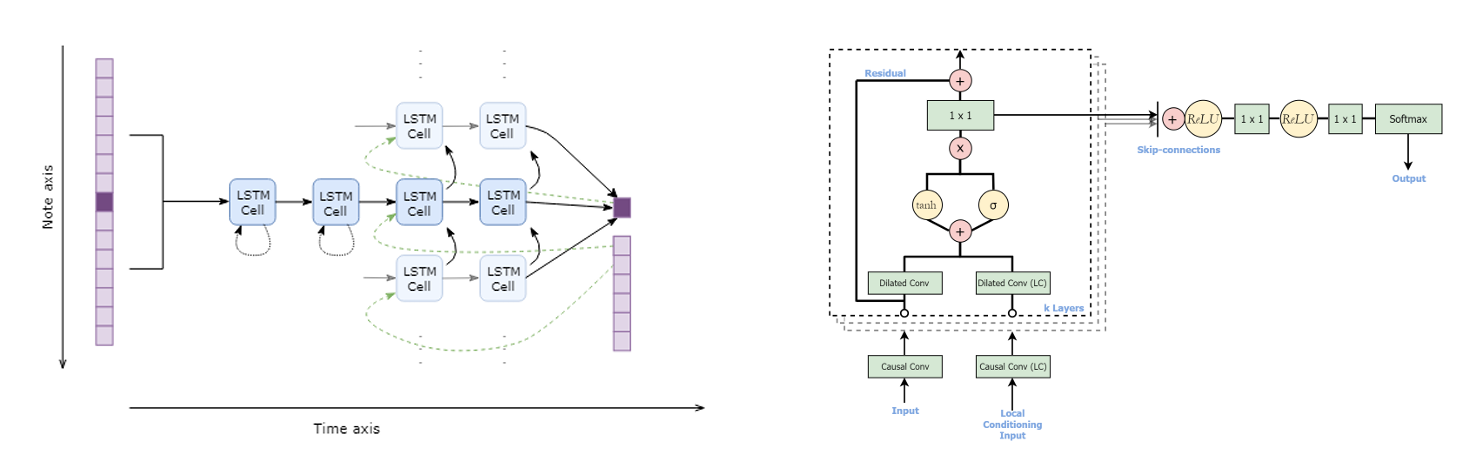 Note axis
LSTM
Cell
LSTM
Cell
LSTM
Cell
LSTM
Cell
LSTM
Cell
LSTM
Cell
LSTM
Cell
LSTM
Cell
Time axis
Residual
+
1 x 1
x
tanh
σ
+
Dilated Conv
Dilated Conv (LC)
k Layers
Causal Conv
Causal Conv (LC)
Input
Local
Conditioning
Input
+
ReLU
1 x 1
ReLU
1 x 1
Softmax
Skip-connections
Output